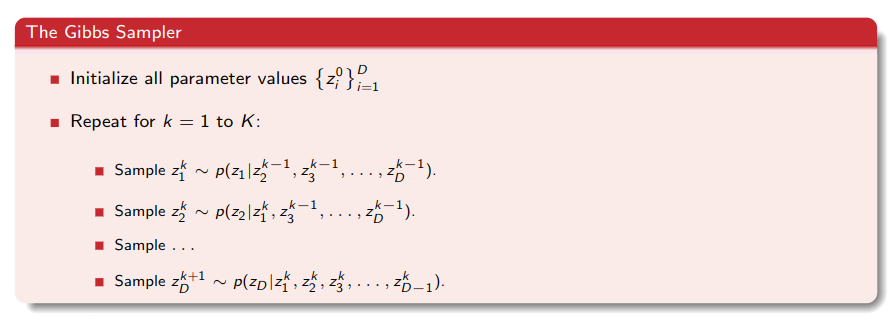 The Gibbs Sampler
Initialize all parameter values $\{z_i^0\}_{i=1}^D$
Repeat for $k = 1$ to $K$:
Sample $z_1^k \sim p(z_1|z_2^{k-1}, z_3^{k-1}, \ldots, z_D^{k-1})$.
Sample $z_2^k \sim p(z_2|z_1^k, z_3^{k-1}, \ldots, z_D^{k-1})$.
Sample $\ldots$
Sample $z_D^{k+1} \sim p(z_D|z_1^k, z_2^k, z_3^k, \ldots, z_{D-1}^k)$.